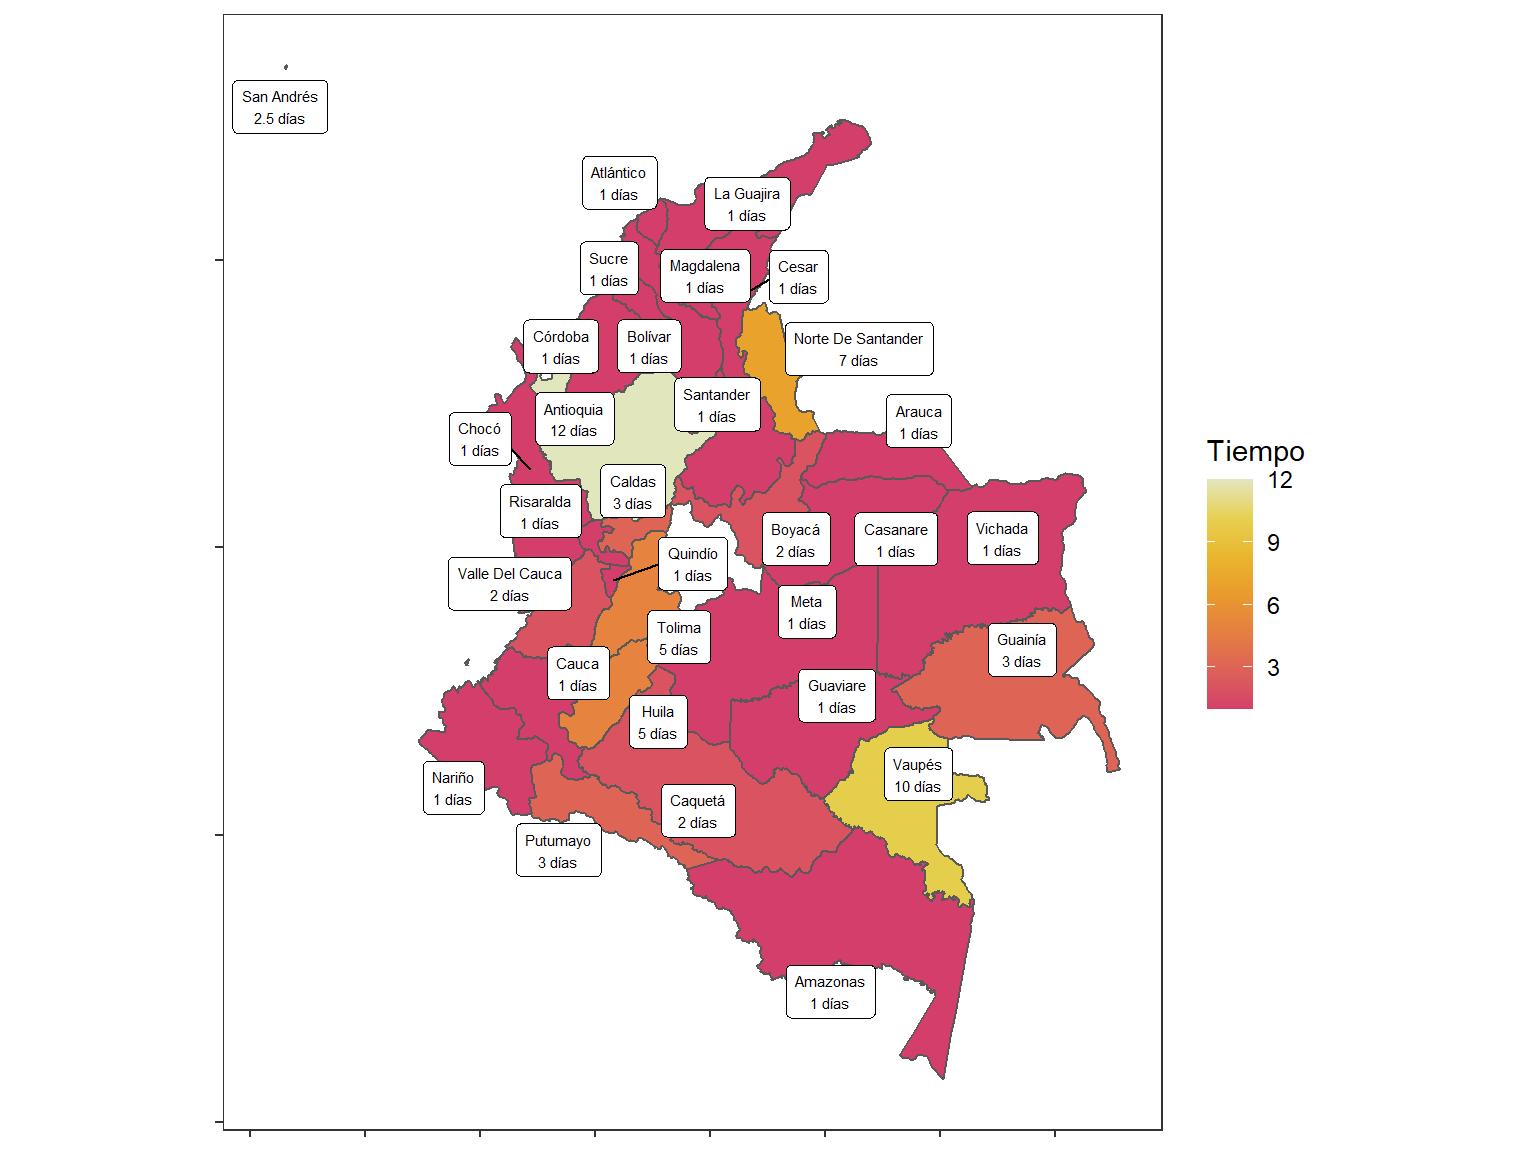 San Andrés
2.5 días
Atlántico
1 días
La Guajira
1 días
Sucre
1 días
Magdalena
1 días
Cesar
1 días
Córdoba
1 días
Bolívar
1 días
Norte De Santander
7 días
Santander
1 días
Antioquia
12 días
Arauca
1 días
Chocó
1 días
Caldas
3 días
Risaralda
1 días
Boyacá
2 días
Casanare
1 días
Vichada
1 días
Quindío
1 días
Valle Del Cauca
2 días
Meta
1 días
Tolima
5 días
Guainía
3 días
Cauca
1 días
Guaviare
1 días
Huila
5 días
Vaupés
10 días
Nariño
1 días
Caquetá
2 días
Putumayo
3 días
Amazonas
1 días
Tiempo
12
9
6
3